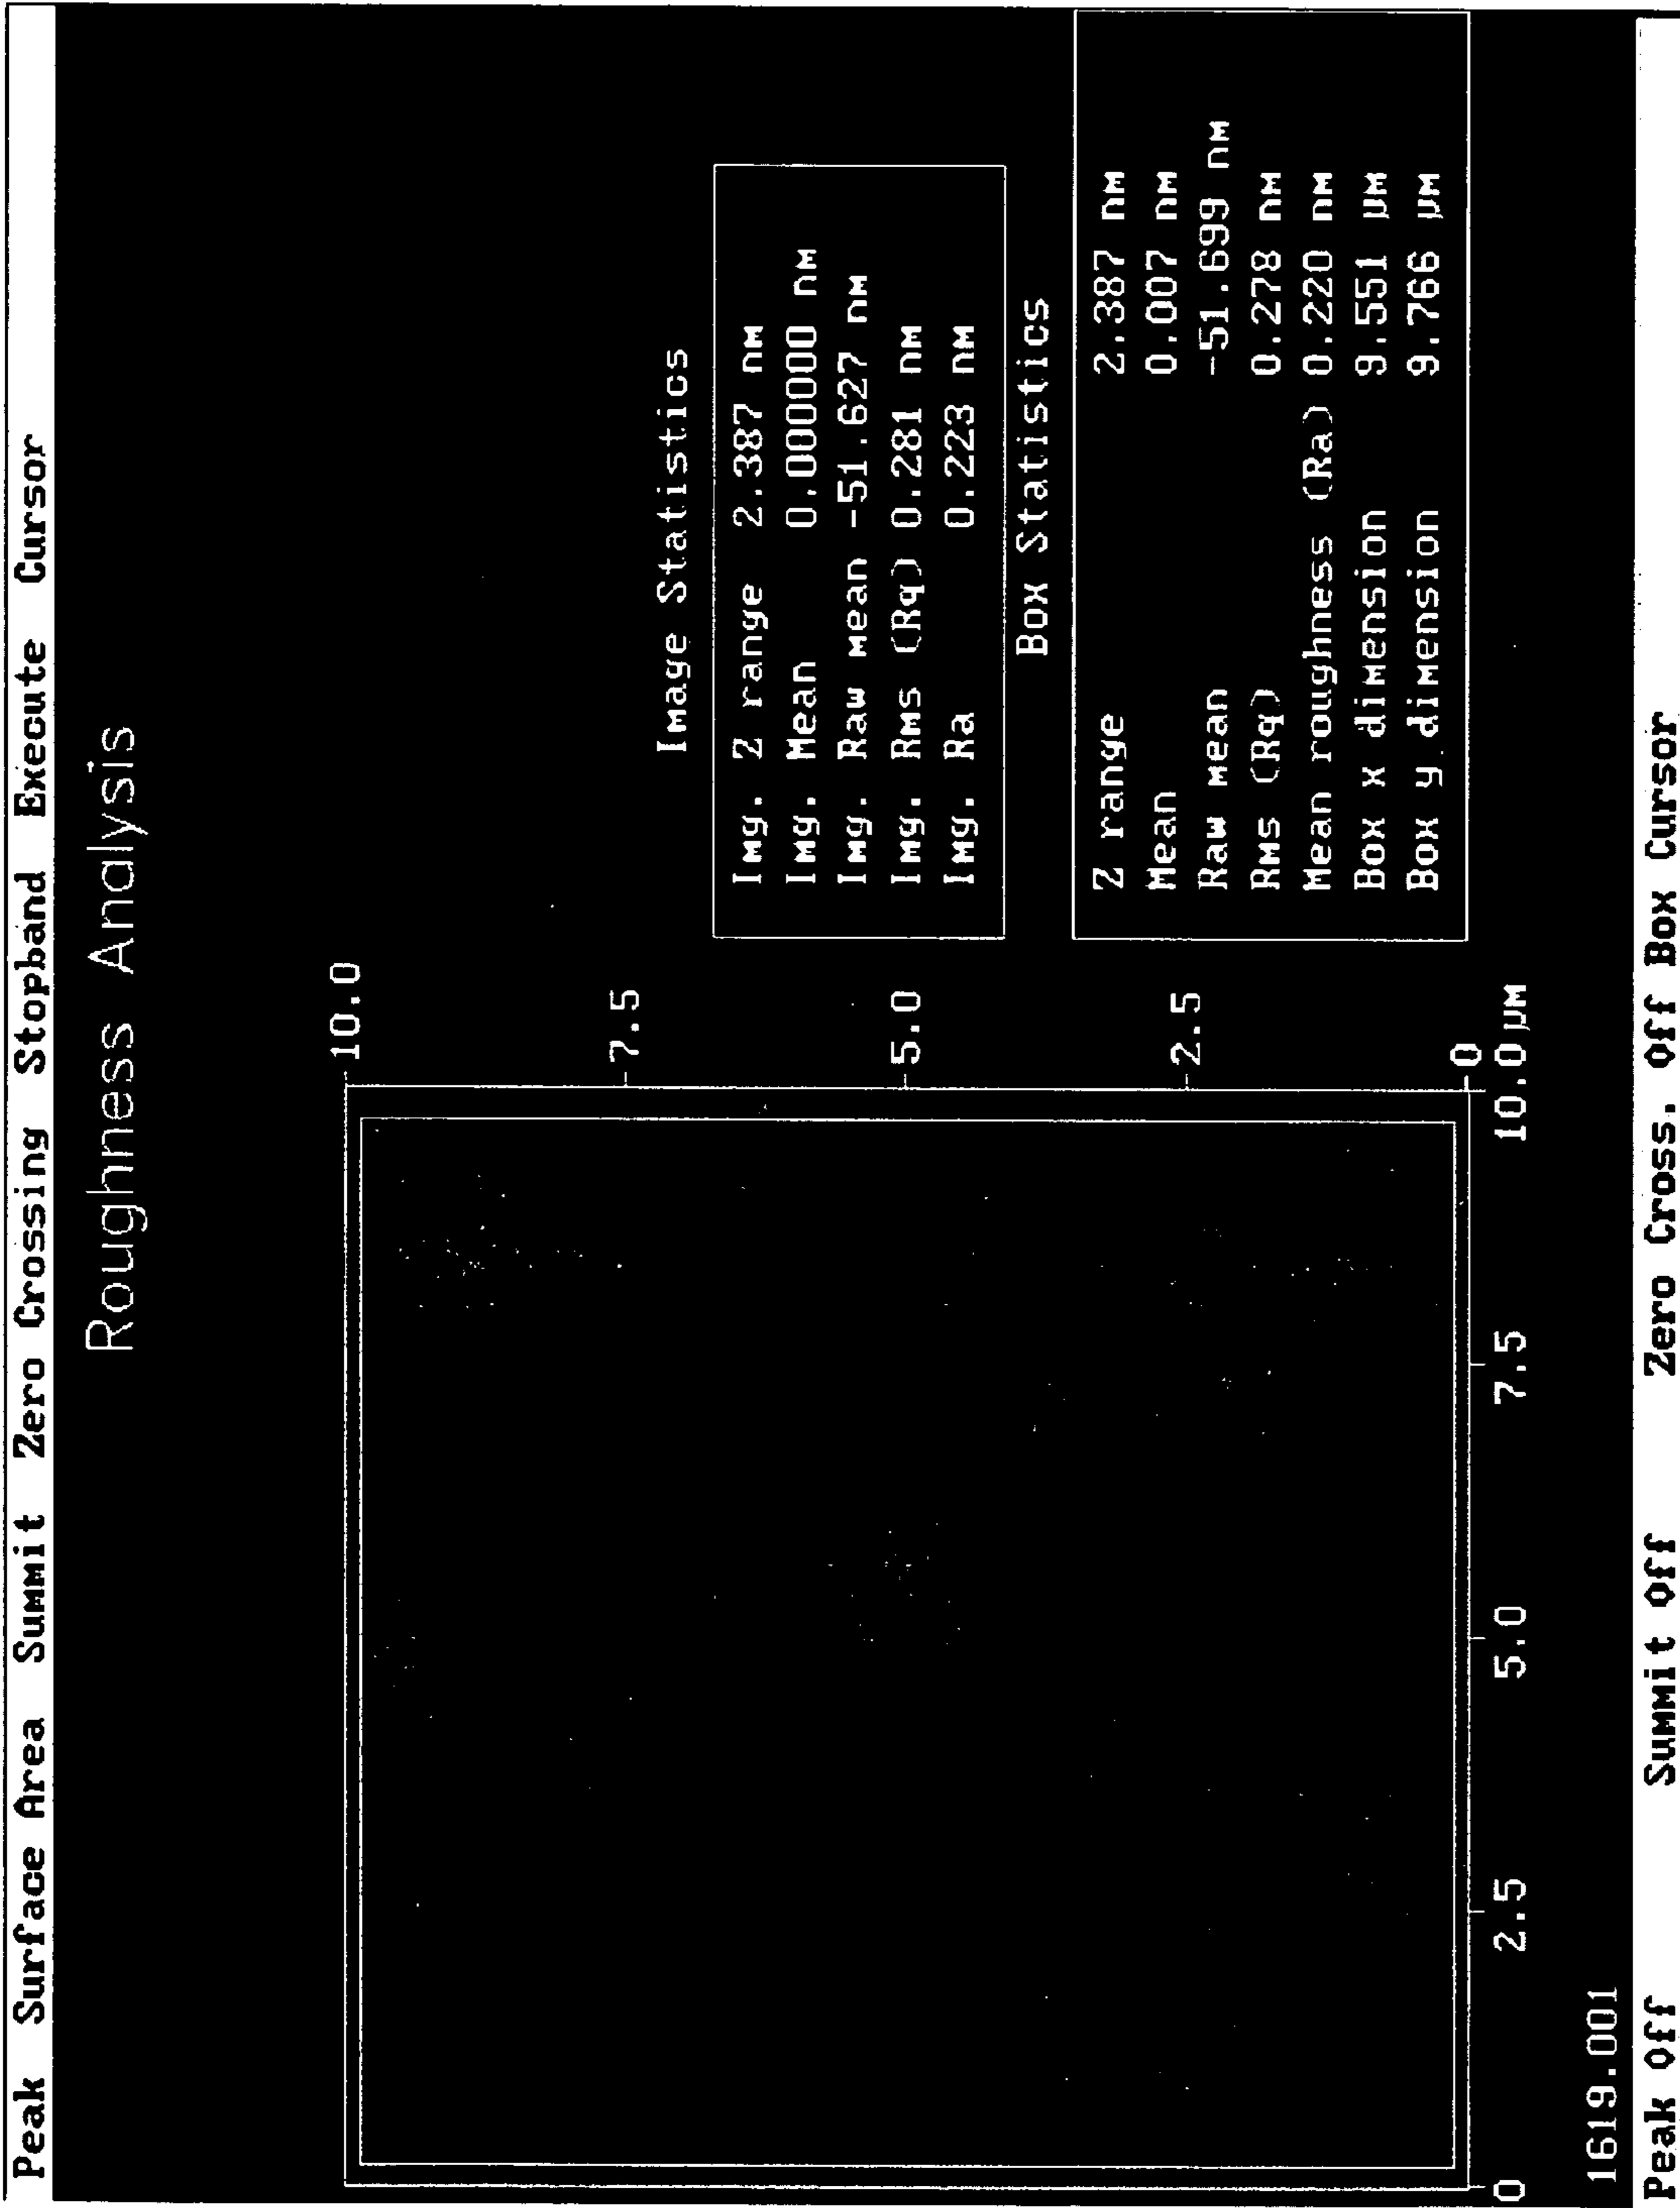 Peak Surface Area Summit Zero Crossing Stopband Execute Cursor
Roughness Analysis
10.0
7.5
5.0
2.5
0
0 2.5 5.0 7.5 10.0 µM
Image Statistics
Img. Z range 2.387 nm
Img. Mean 0.000000 nm
Img. Raw mean -51.627 nm
Img. Rms (Rq) 0.281 nm
Img. Ra 0.223 nm
Box Statistics
Z range 2.387 nm
Mean 0.007 nm
Raw mean -51.699 nm
Rms (Rq) 0.278 nm
Mean roughness (Ra) 0.220 nm
Box x dimension 9.551 µm
Box y dimension 9.766 µm
1619.001
Peak Off Summit Off Zero Cross. Off Box Cursor